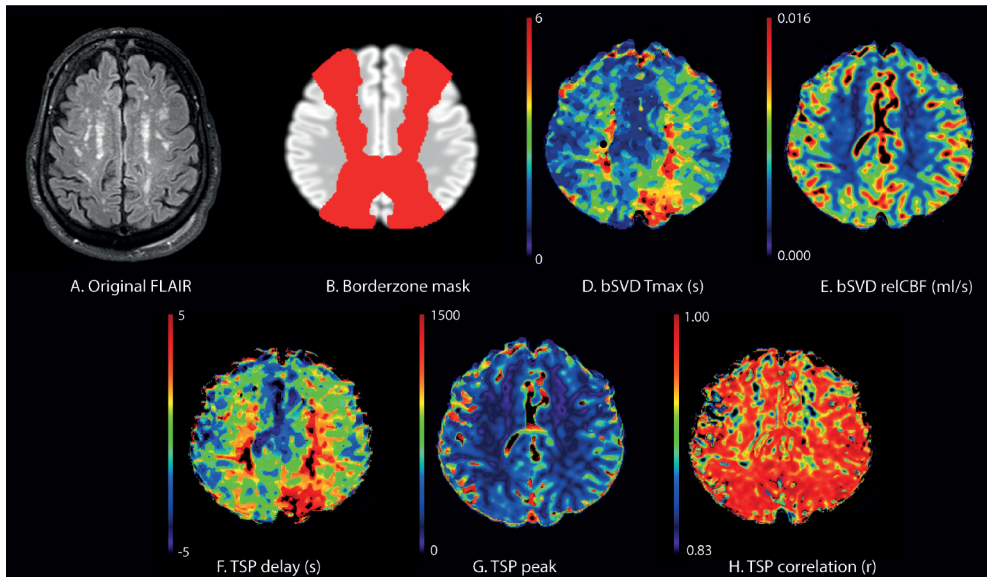 6
0.016
0
0.000
A. Original FLAIR
B. Borderzone mask
D. bSVD Tmax (s)
E. bSVD relCBF (ml/s)
5
1500
1.00
-5
0
0.83
F. TSP delay (s)
G. TSP peak
H. TSP correlation (r)